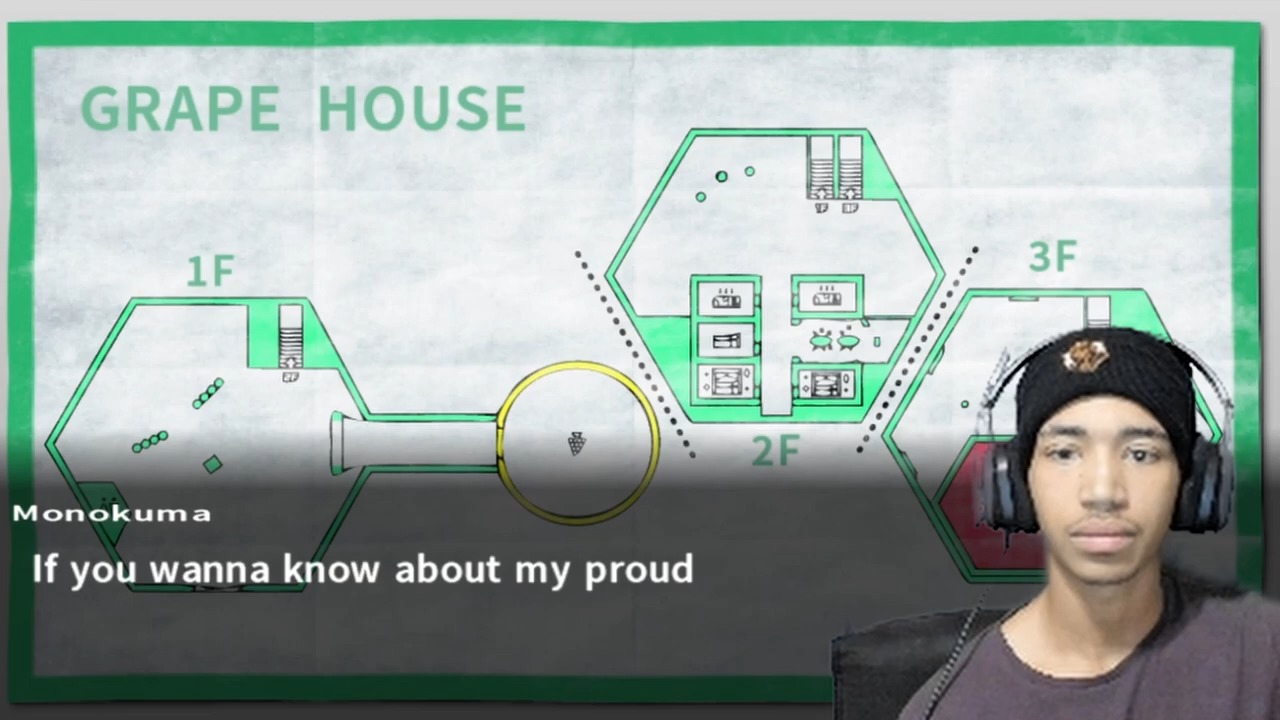 GRAPE HOUSE
1F
3F
2F
Monokuma
If you wanna know about my proud